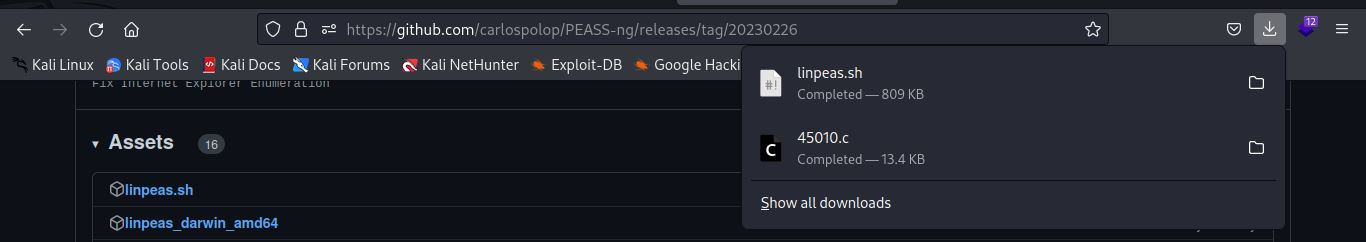 https://github.com/carlospolop/PEASS-ng/releases/tag/20230226
12
Kali Linux Kali Tools Kali Docs Kali Forums Kali NetHunter Exploit-DB Google Hacki
Fix Internet Explorer Enumeration
Assets 16
linpeas.sh
linpeas_darwin_amd64
linpeas.sh
Completed — 809 KB
45010.c
Completed — 13.4 KB
Show all downloads